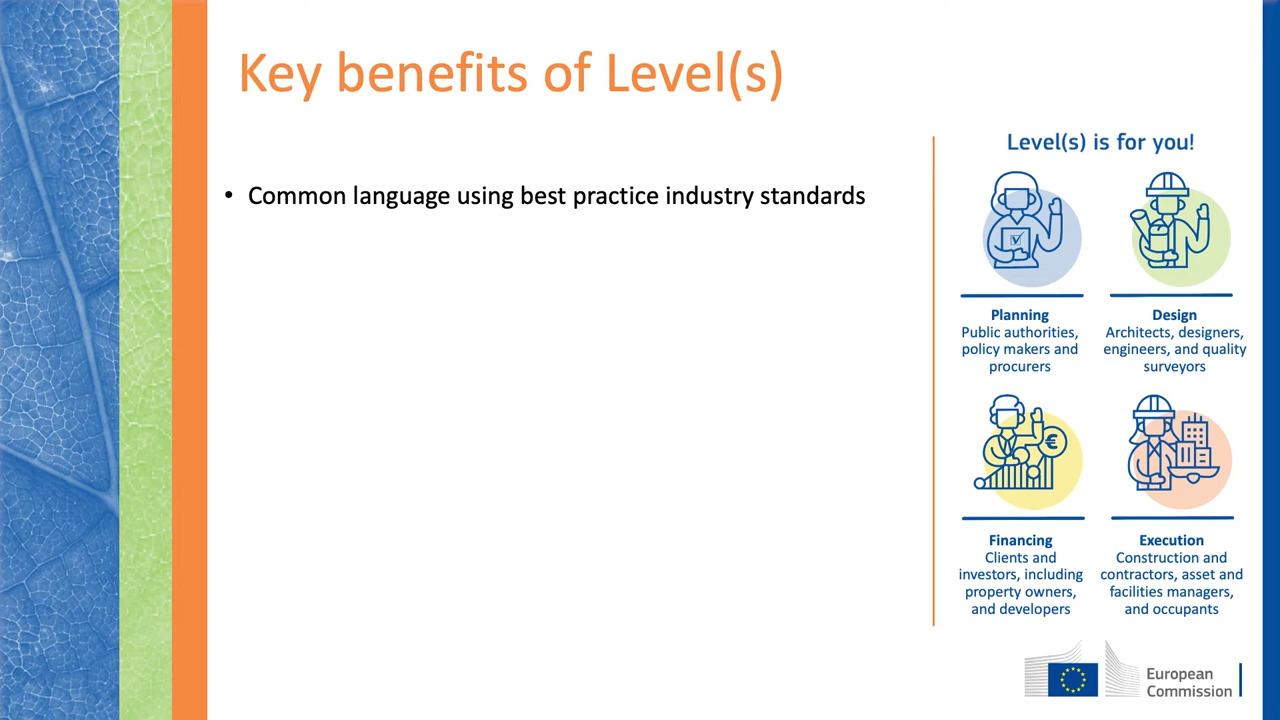 Key benefits of Level(s)
• Common language using best practice industry standards
Level(s) is for you!
Planning
Public authorities,
policy makers and
procurers
Design
Architects, designers,
engineers, and quality
surveyors
Financing
Clients and
investors, including
property owners,
and developers
Execution
Construction and
contractors, asset and
facilities managers,
and occupants
€
European
Commission